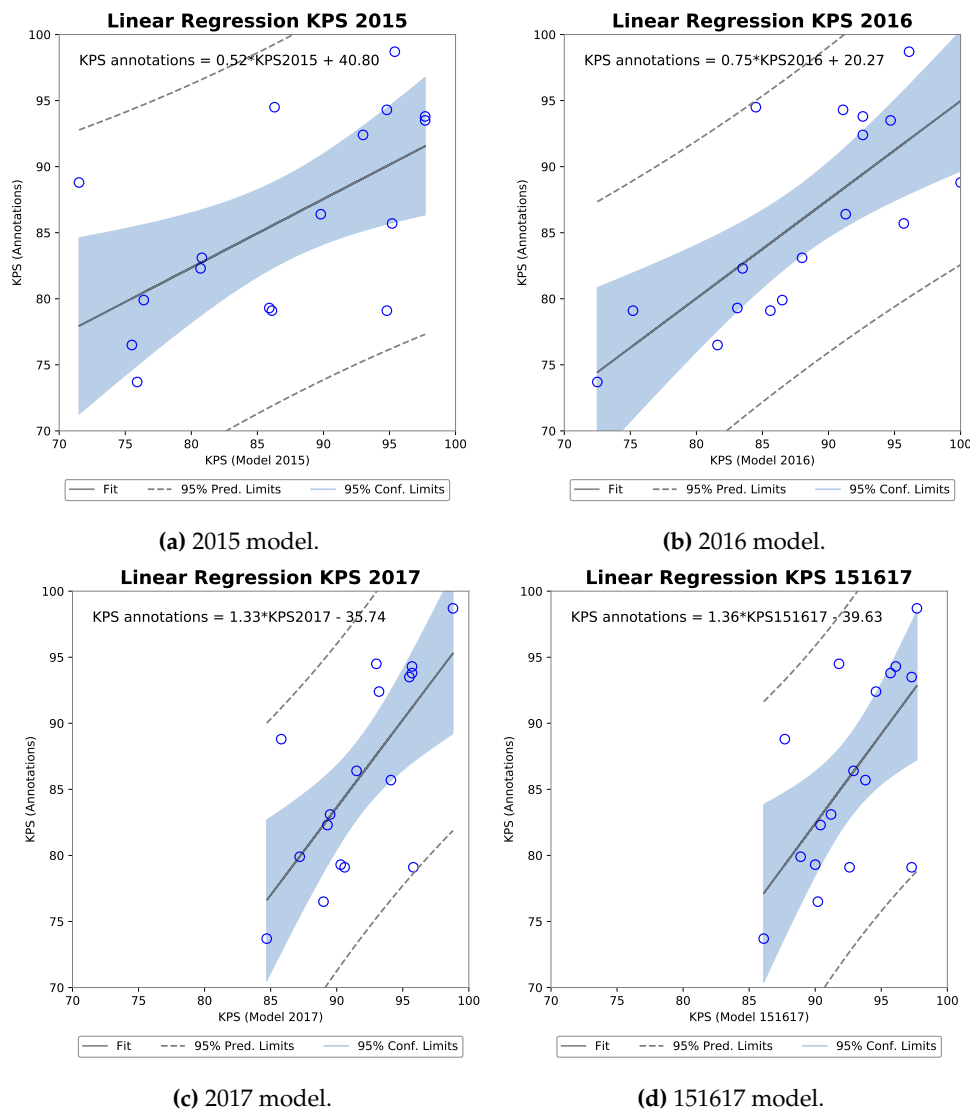 Linear Regression KPS 2015
KPS annotations = 0.52*KPS2015 + 40.80
KPS (Annotations)
100
95
90
85
80
75
70
70 75 80 85 90 95 100
KPS (Model 2015)
Fit 95% Pred. Limits 95% Conf. Limits
(a) 2015 model.
Linear Regression KPS 2016
KPS annotations = 0.75*KPS2016 + 20.27
KPS (Annotations)
100
95
90
85
80
75
70
70 75 80 85 90 95 100
KPS (Model 2016)
Fit 95% Pred. Limits 95% Conf. Limits
(b) 2016 model.
Linear Regression KPS 2017
KPS annotations = 1.33*KPS2017 - 35.74
KPS (Annotations)
100
95
90
85
80
75
70
70 75 80 85 90 95 100
KPS (Model 2017)
Fit 95% Pred. Limits 95% Conf. Limits
(c) 2017 model.
Linear Regression KPS 151617
KPS annotations = 1.36*KPS151617 - 39.63
KPS (Annotations)
100
95
90
85
80
75
70
70 75 80 85 90 95 100
KPS (Model 151617)
Fit 95% Pred. Limits 95% Conf. Limits
(d) 151617 model.